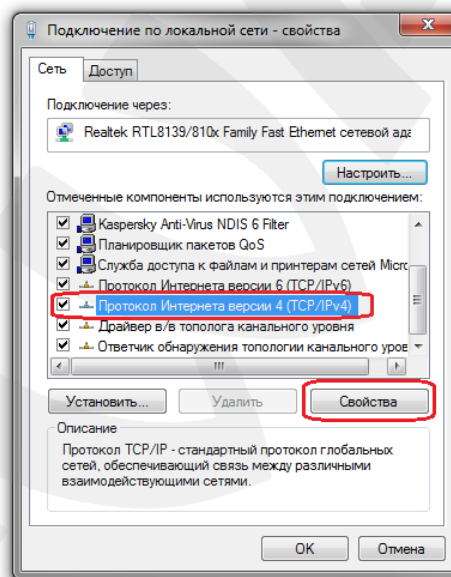 Подключение по локальной сети - свойства
Сеть
Доступ
Подключение через:
Realtek RTL8139/810x Family Fast Ethernet сетевой ада
Настроить...
Отмеченные компоненты используются этим подключением:
Kaspersky Anti-Virus NDIS 6 Filter
Планировщик пакетов QoS
Служба доступа к файлам и принтерам сетей Micro
Протокол Интернета версии 6 (TCP/IPv6)
Протокол Интернета версии 4 (TCP/IPv4)
Драйвер в/в тополога канального уровня
Ответчик обнаружения топологии канального уров
Установить...
Удалить
Свойства
Описание
Протокол TCP/IP - стандартный протокол глобальных
сетей, обеспечивающий связь между различными
взаимодействующими сетями.
OK
Отмена